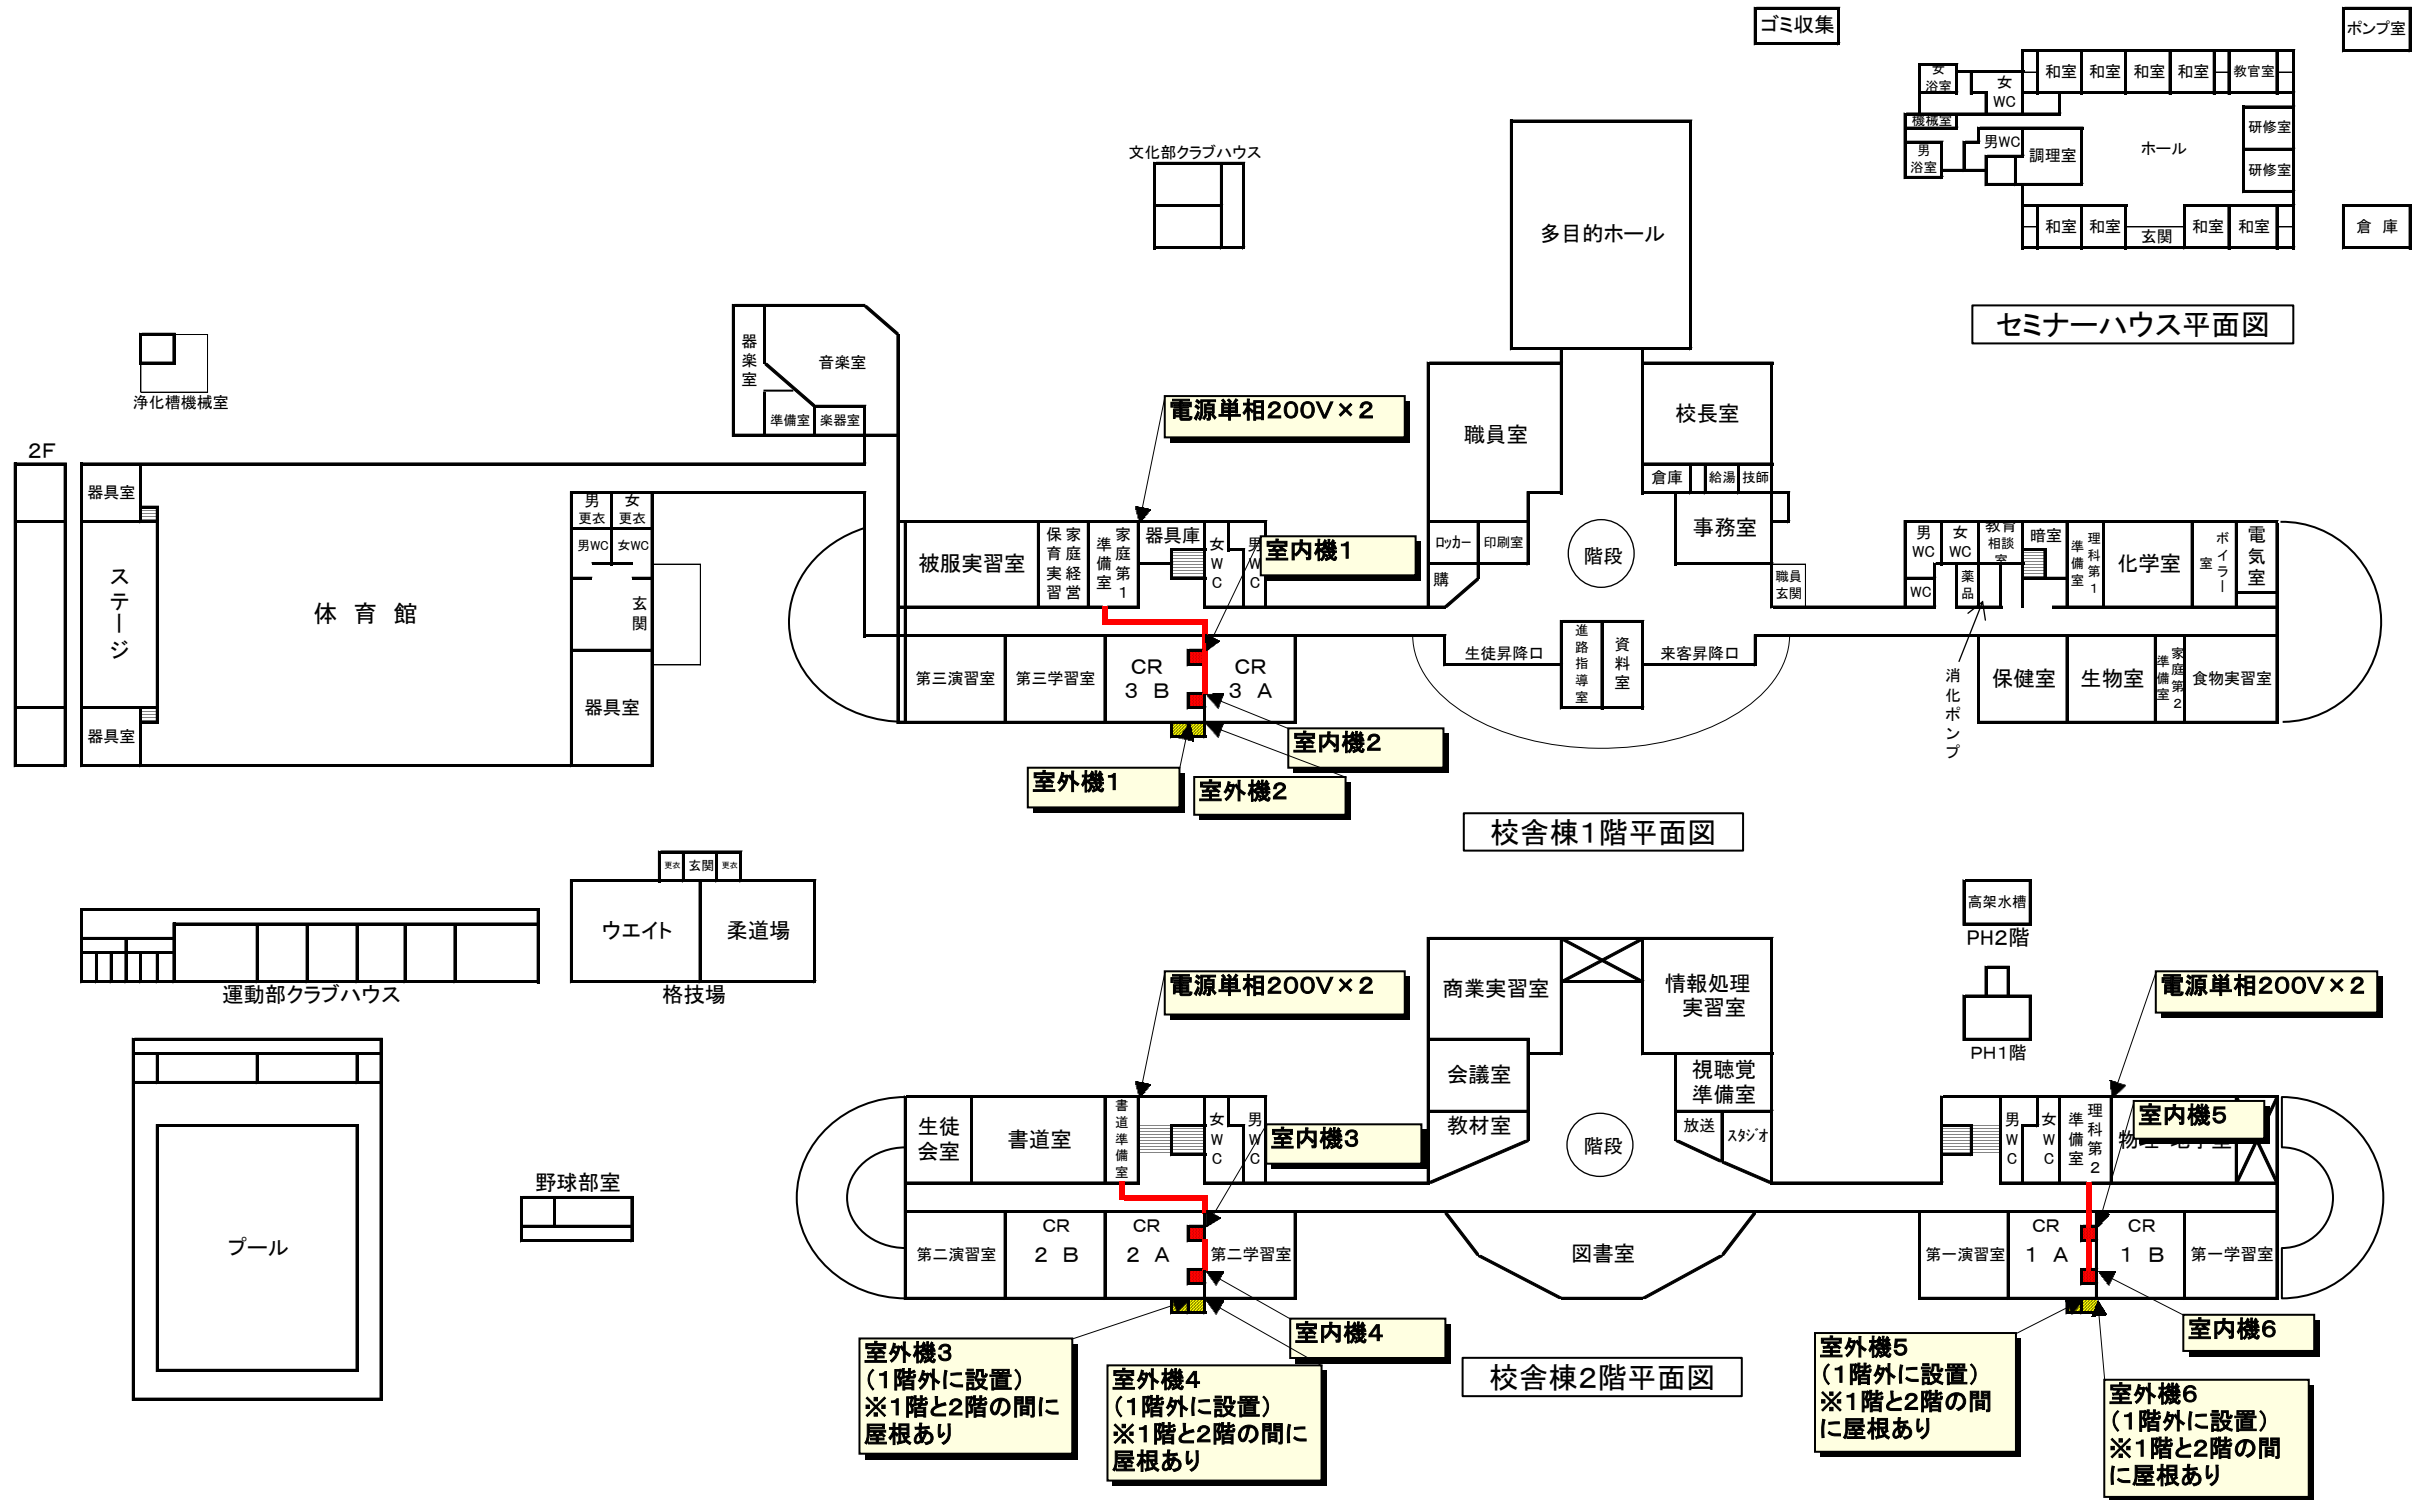 ゴミ収集
ポンプ室
女
浴室
女
WC
和室
和室
和室
和室
教官室
機械室
男
浴室
男WC
調理室
ホール
研修室
研修室
和室
和室
玄関
和室
和室
倉 庫
セミナーハウス平面図
文化部クラブハウス
多目的ホール
浄化槽機械室
器楽室
音楽室
準備室
楽器室
電源単相200V×2
職員室
校長室
倉庫
給湯
技師
事務室
ロッカー
印刷室
購
階段
職員
玄関
2F
器具室
ステージ
器具室
体 育 館
男
更衣
女
更衣
男WC
女WC
玄関
器具室
被服実習室
家庭経営
保育実習
家庭第1
準備室
器具庫
女WC
男WC
室内機1
第三演習室
第三学習室
CR
3 B
CR
3 A
生徒昇降口
進路指導室
資料室
来客昇降口
男
WC
女
WC
教育
相談
室
暗室
理科第1
準備室
化学室
ボイラー
室
電気室
WC
薬品
消化ポンプ
保健室
生物室
家庭第2
準備室
食物実習室
室内機2
室外機1
室外機2
校舎棟1階平面図
更衣
玄関
更衣
ウエイト
柔道場
格技場
運動部クラブハウス
プール
野球部室
高架水槽
PH2階
PH1階
電源単相200V×2
商業実習室
情報処理
実習室
会議室
教材室
視聴覚
準備室
放送
スタジオ
階段
電源単相200V×2
生徒
会室
書道室
書道準備室
女WC
男WC
室内機3
男WC
女WC
理科第2
準備室
室内機5
第二演習室
CR
2 B
CR
2 A
第二学習室
図書室
第一演習室
CR
1 A
CR
1 B
第一学習室
室内機4
室内機6
室外機3
(1階外に設置)
※1階と2階の間に
屋根あり
室外機4
(1階外に設置)
※1階と2階の間に
屋根あり
校舎棟2階平面図
室外機5
(1階外に設置)
※1階と2階の間
に屋根あり
室外機6
(1階外に設置)
※1階と2階の間
に屋根あり